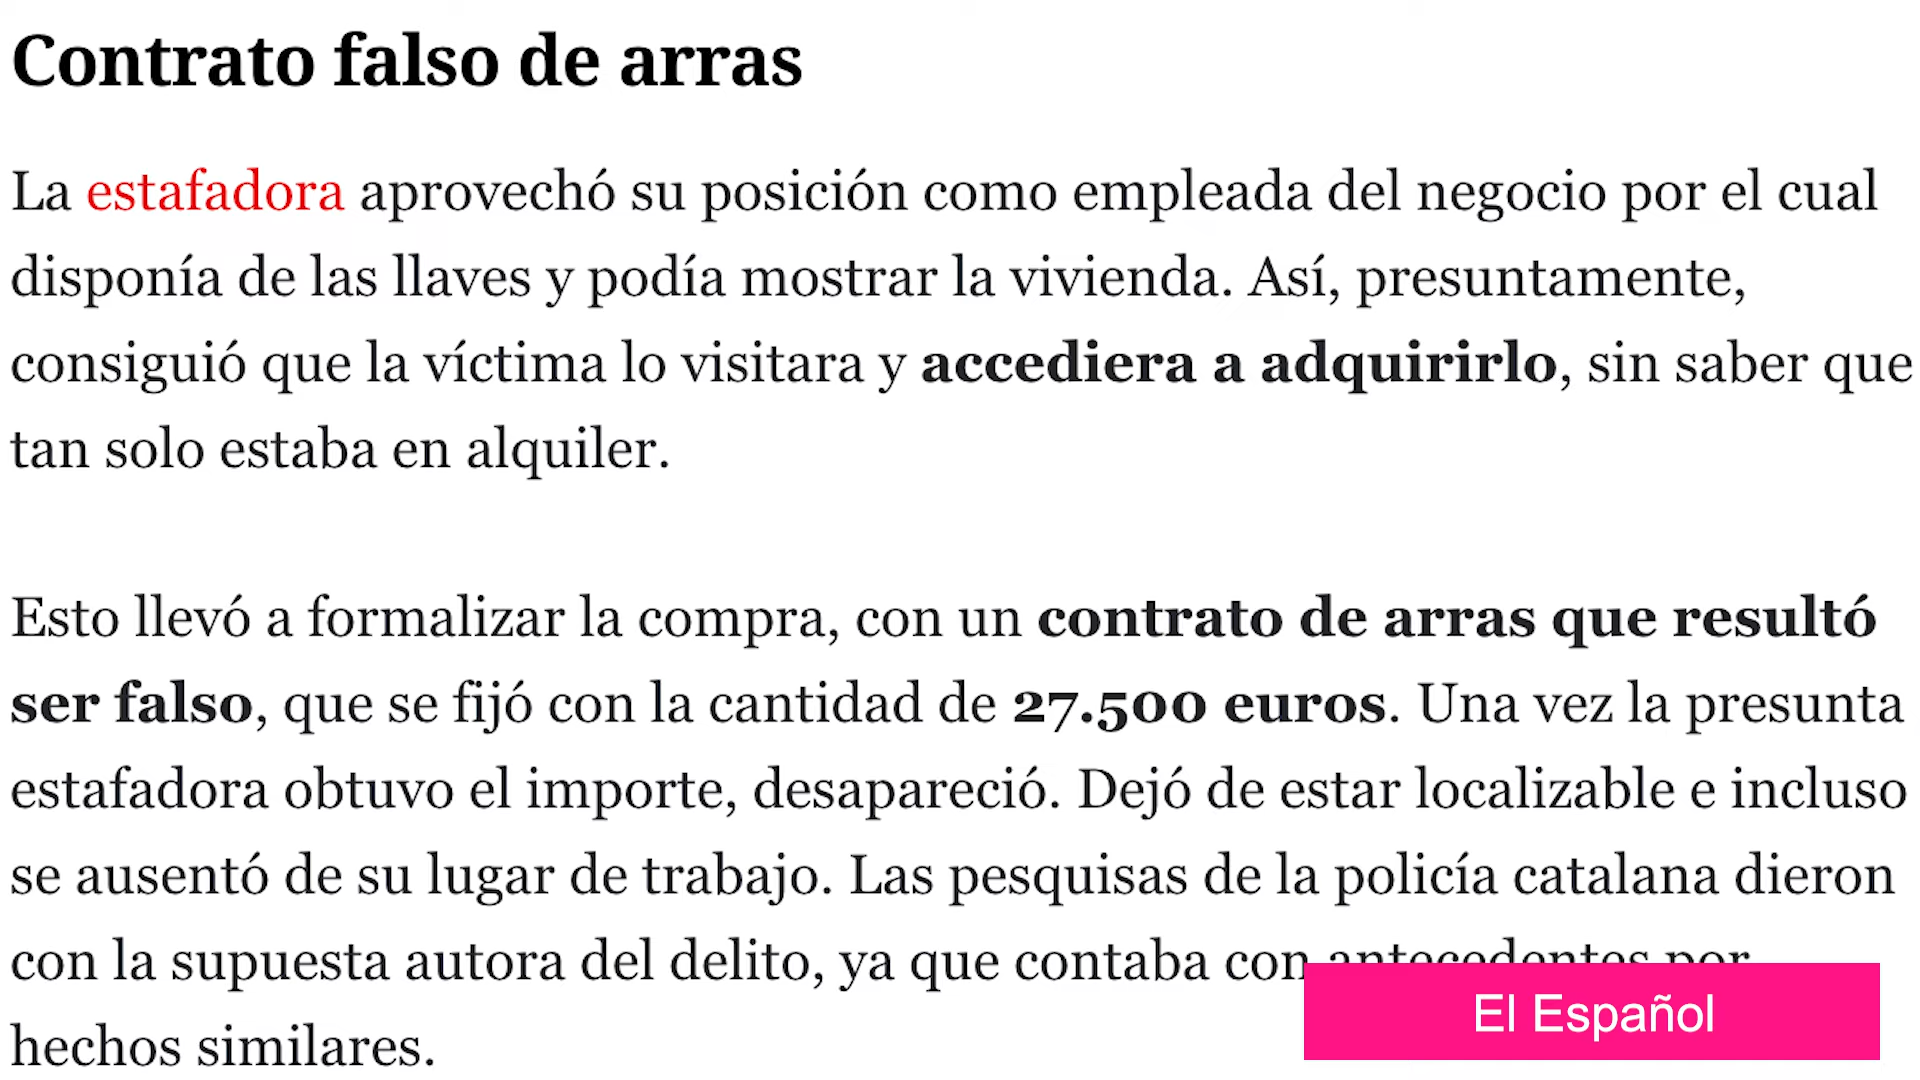 Contrato falso de arras
La estafadora aprovechó su posición como empleada del negocio por el cual
disponía de las llaves y podía mostrar la vivienda. Así, presuntamente,
consiguió que la víctima lo visitara y accediera a adquirirlo, sin saber que
tan solo estaba en alquiler.
Esto llevó a formalizar la compra, con un contrato de arras que resultó
ser falso, que se fijó con la cantidad de 27.500 euros. Una vez la presunta
estafadora obtuvo el importe, desapareció. Dejó de estar localizable e incluso
se ausentó de su lugar de trabajo. Las pesquisas de la policía catalana dieron
con la supuesta autora del delito, ya que contaba con antecedentes por
hechos similares.
El Español